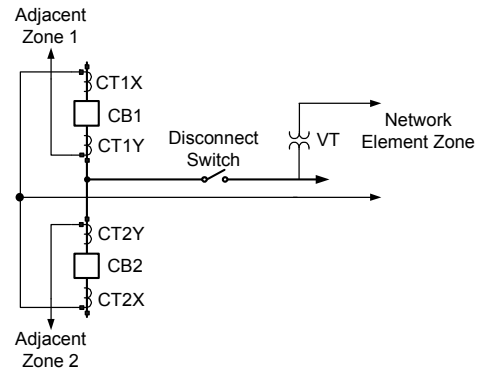 Adjacent
Zone 1
CT1X
CB1
CT1Y
Disconnect
Switch
VT
Network
Element Zone
CT2Y
CB2
CT2X
Adjacent
Zone 2